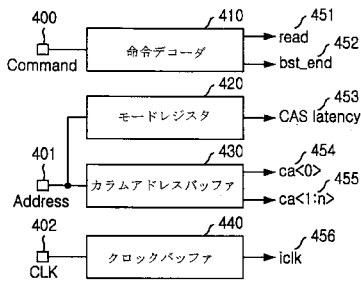 400
410
451
命令デコーダ
read
452
bst_end
Command
420
453
モードレジスタ
CAS latency
401
430
454
カラムアドレスバッファ
ca<0>
455
Address
ca<1:n>
402
440
456
クロックバッファ
iclk
CLK